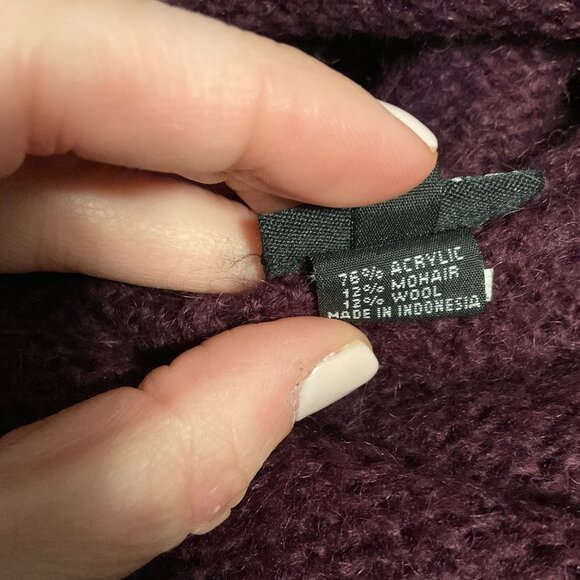 76% ACRYLIC
12% MOHAIR
12% WOOL
MADE IN INDONESIA